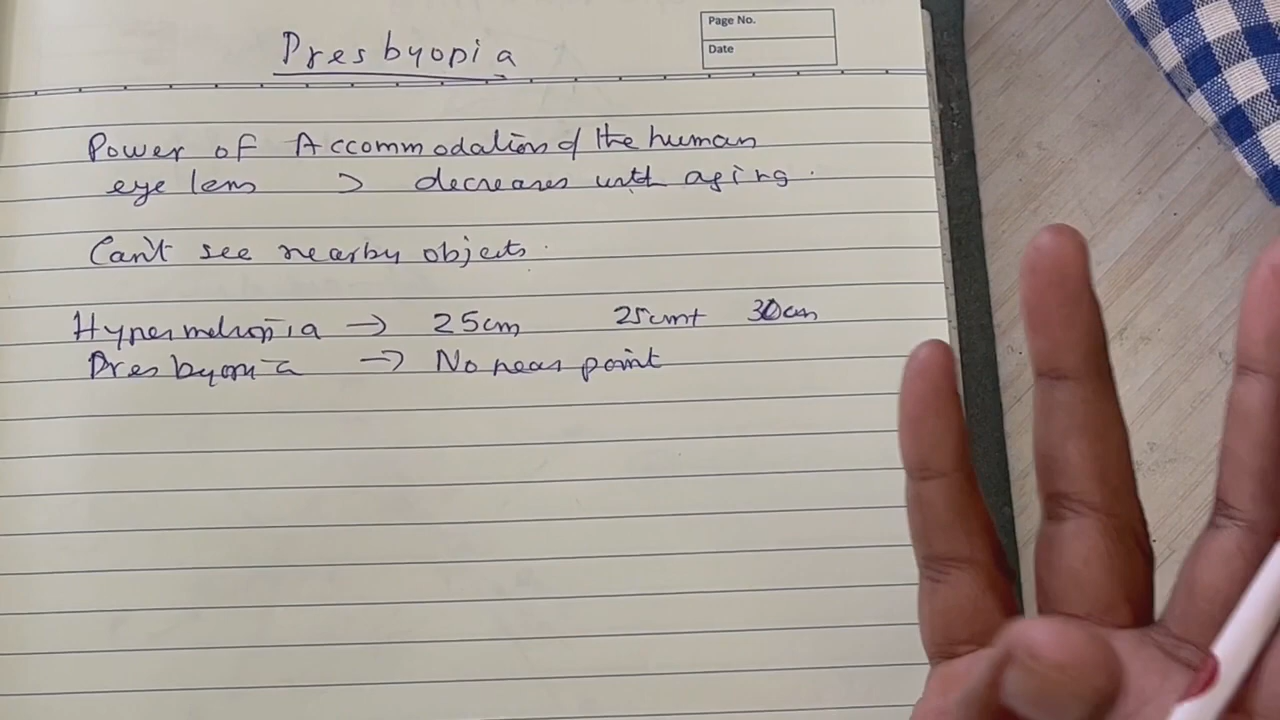 Presbyopia
Page No.
Date
Power of Accommodation of the human
eye lens > decreases with aging.
Can't see nearby objects.
Hypermetropia → 25cm 25cm+ 30cm
Presbyopia → No near point